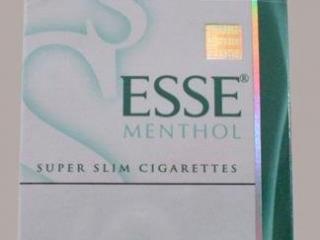 ESSE®
MENTHOL
SUPER SLIM CIGARETTES